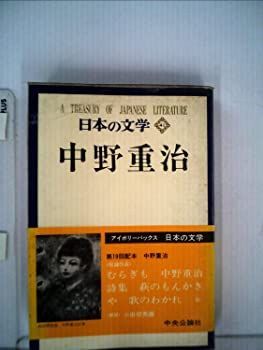 A TREASURY OF JAPANESE LITERATURE
日本の文学
中野重治
アイボリーバックス 日本の文学
第19回配本 中野重治
むらぎも 中野重治
詩集 萩のもんかき
や 歌のわかれ 他
中央公論社